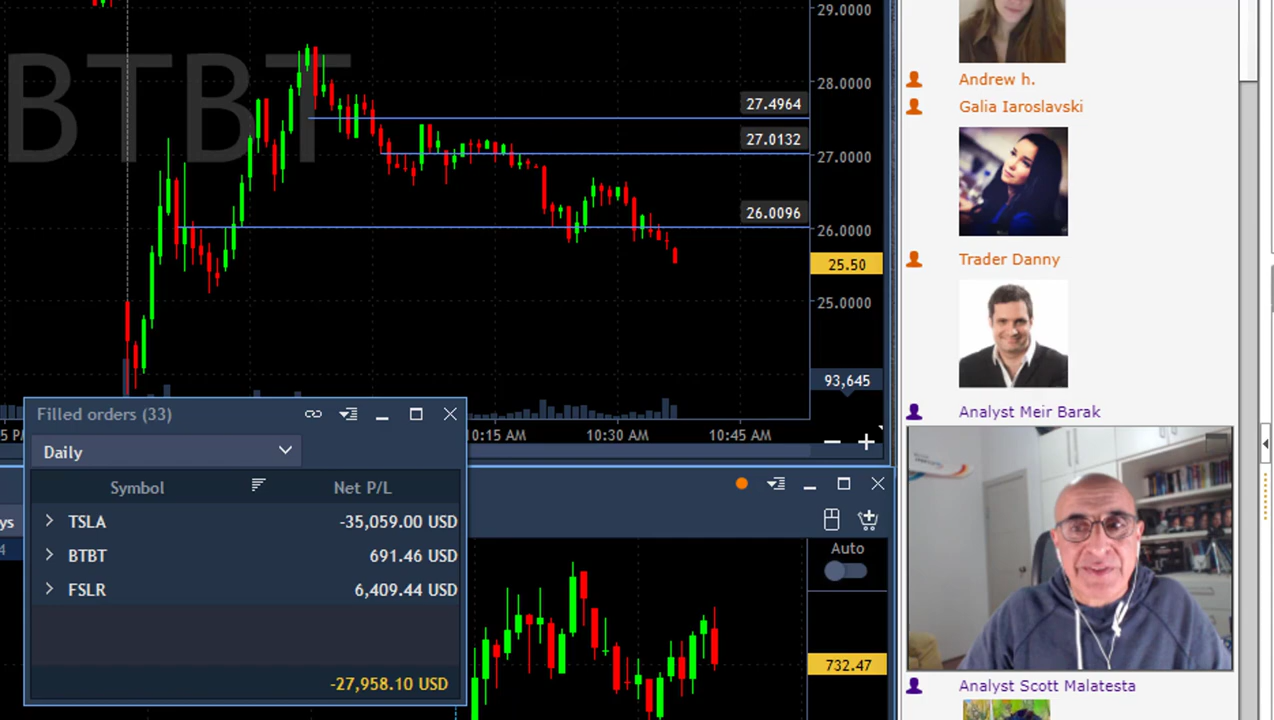 BTBT
29.0000
28.0000
27.4964
27.0132
27.0000
26.0096
26.0000
25.50
25.0000
93,645
5 P
10:15 AM
10:30 AM
10:45 AM
Filled orders (33)
Daily
Symbol
Net P/L
TSLA
-35,059.00 USD
BTBT
691.46 USD
FSLR
6,409.44 USD
-27,958.10 USD
ys
4
Auto
732.47
Andrew h.
Galia Iaroslavski
Trader Danny
Analyst Meir Barak
Analyst Scott Malatesta